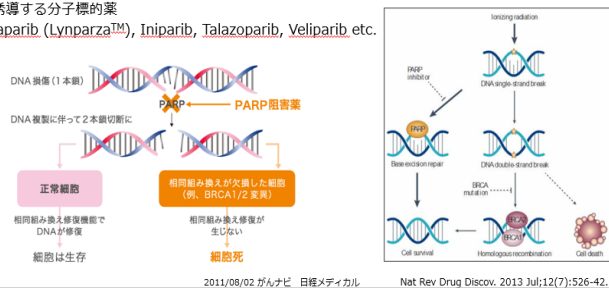 誘導する分子標的薬
aparib (Lynparza™), Iniparib, Talazoparib, Veliparib etc.
DNA 損傷(1本鎖)
PARP
PARP阻害薬
DNA 複製に伴って2本鎖切断に
正常細胞
相同組み換えが欠損した細胞
(例、BRCA1/2 変異)
相同組み換え修復機能で
DNAが修復
相同組み換え修復が
生じない
細胞は生存
細胞死
2011/08/02 がんナビ 日経メディカル
Ionizing radiation
PARP
inhibitor
DNA single-strand break
PARP
Base excision repair
DNA double-strand break
BRCA
mutation
BRCA2
BRCA1
Cell survival
Homologous recombination
Cell death
Nat Rev Drug Discov. 2013 Jul;12(7):526-42.